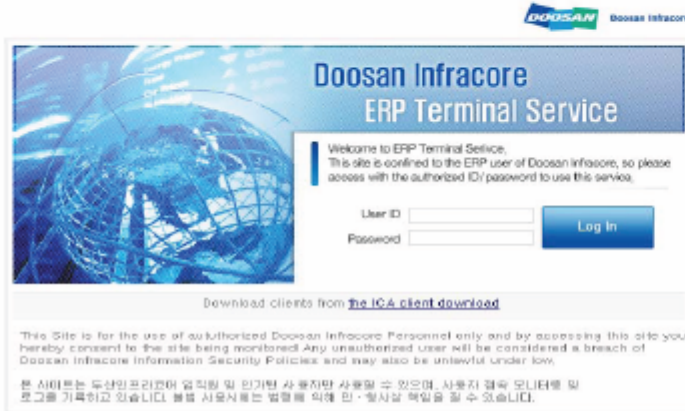 DOOSAN Doosan Infracor
Doosan Infracore
ERP Terminal Service
Welcome to ERP Terminal Serivce,
This site is confined to the ERP user of Doosan Infracore, so please
access with the authorized ID/password to use this service,
User ID
Password
Log In
Download clients from the ICA client download
This Site is for the use of aututhorized Doosan Infracore Personnel only and by accessing this site you
hereby consent to the site being monitored.Any unauthorized user will be considered a breach of
Doosan Infracore Information Security Policies and may also be unlawful under low,
본 사이트는 두산인프라코어 임직원 및 인가된 사용자만 사용할 수 있으며, 사용자 접속 모니터링 및
로그를 기록하고 있습니다. 불법 사용시에는 법령에 의해 민·형사상 책임을 질 수 있습니다.